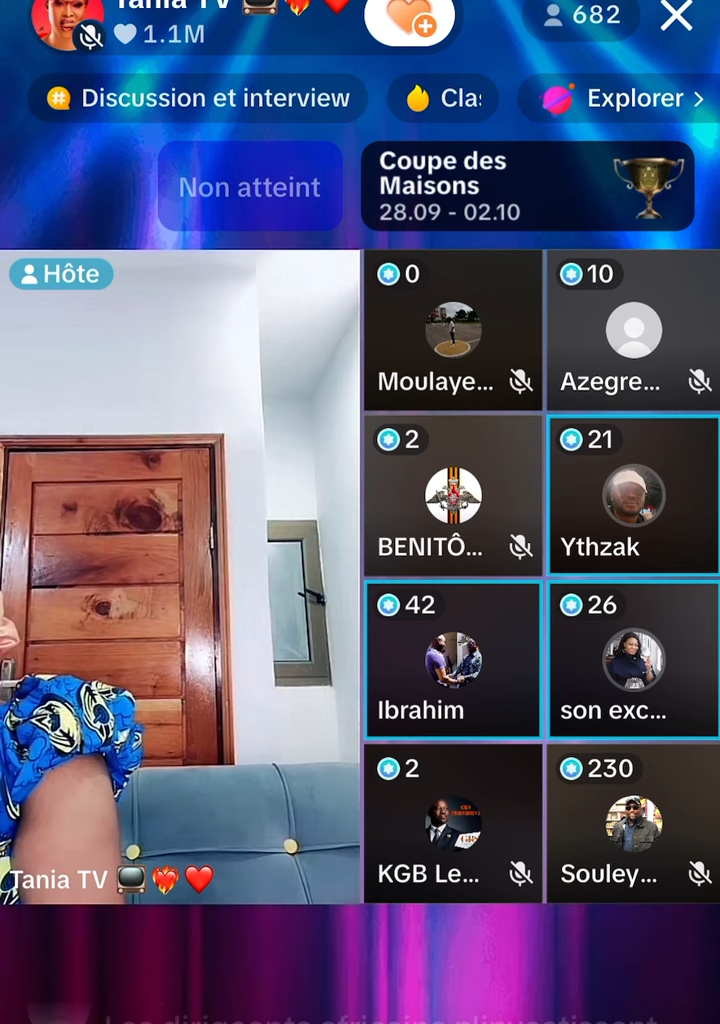 Tania TV
1.1M
682
Discussion et interview
Cla
Explorer
Non atteint
Coupe des
Maisons
28.09 - 02.10
Hôte
0
Moulaye...
10
Azegre...
2
BENITÔ...
21
Ythzak
42
Ibrahim
26
son exc...
2
KGB Le...
230
Souley...
Tania TV